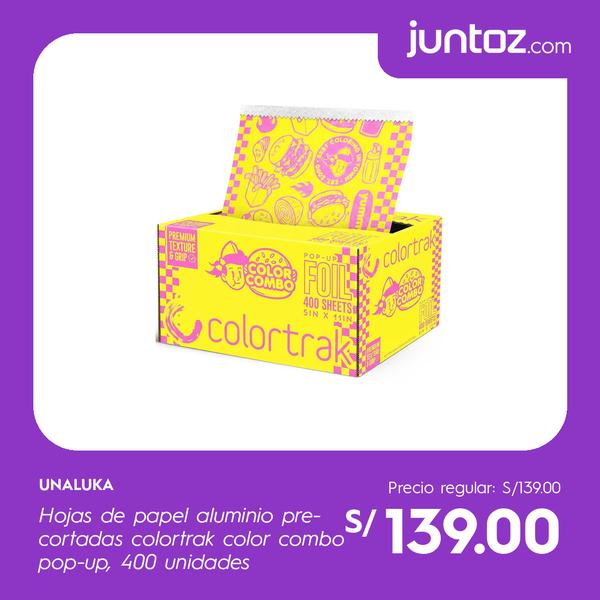 juntoz.com
PREMIUM
TEXTURE
& GRIP
COLOR
COMBO
POP-UP
FOIL
400 SHEETS
5IN X 11IN
colortrak
colortrak
COLOR
COMBO
UNALUKA
Hojas de papel aluminio pre-
cortadas colortrak color combo
pop-up, 400 unidades
Precio regular: S/139.00
S/ 139.00